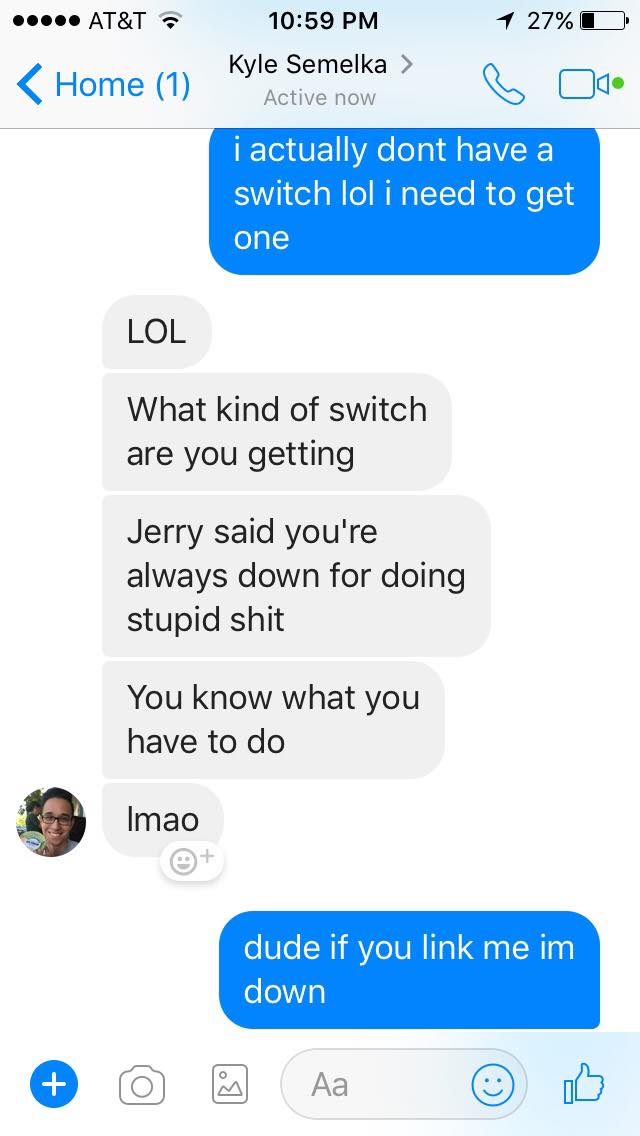 AT&T 10:59 PM 27%
Home (1) Kyle Semelka
Active now
i actually dont have a
switch lol i need to get
one
LOL
What kind of switch
are you getting
Jerry said you're
always down for doing
stupid shit
You know what you
have to do
lmao
dude if you link me im
down
Aa